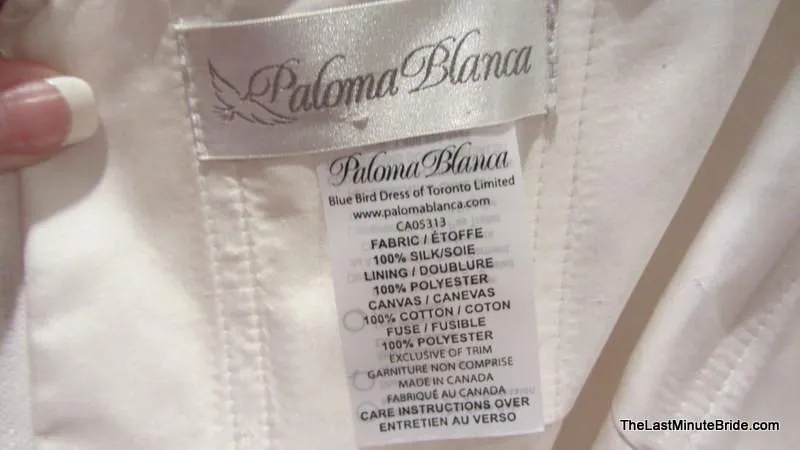 Paloma Blanca
Paloma Blanca
Blue Bird Dress of Toronto Limited
www.palomablanca.com
CA05313
FABRIC / ÉTOFFE
100% SILK/SOIE
LINING / DOUBLURE
100% POLYESTER
CANVAS / CANEVAS
100% COTTON / COTON
FUSE / FUSIBLE
100% POLYESTER
EXCLUSIVE OF TRIM
GARNITURE NON COMPRISE
MADE IN CANADA
FABRIQUÉ AU CANADA
CARE INSTRUCTIONS OVER
ENTRETIEN AU VERSO
TheLastMinuteBride.com